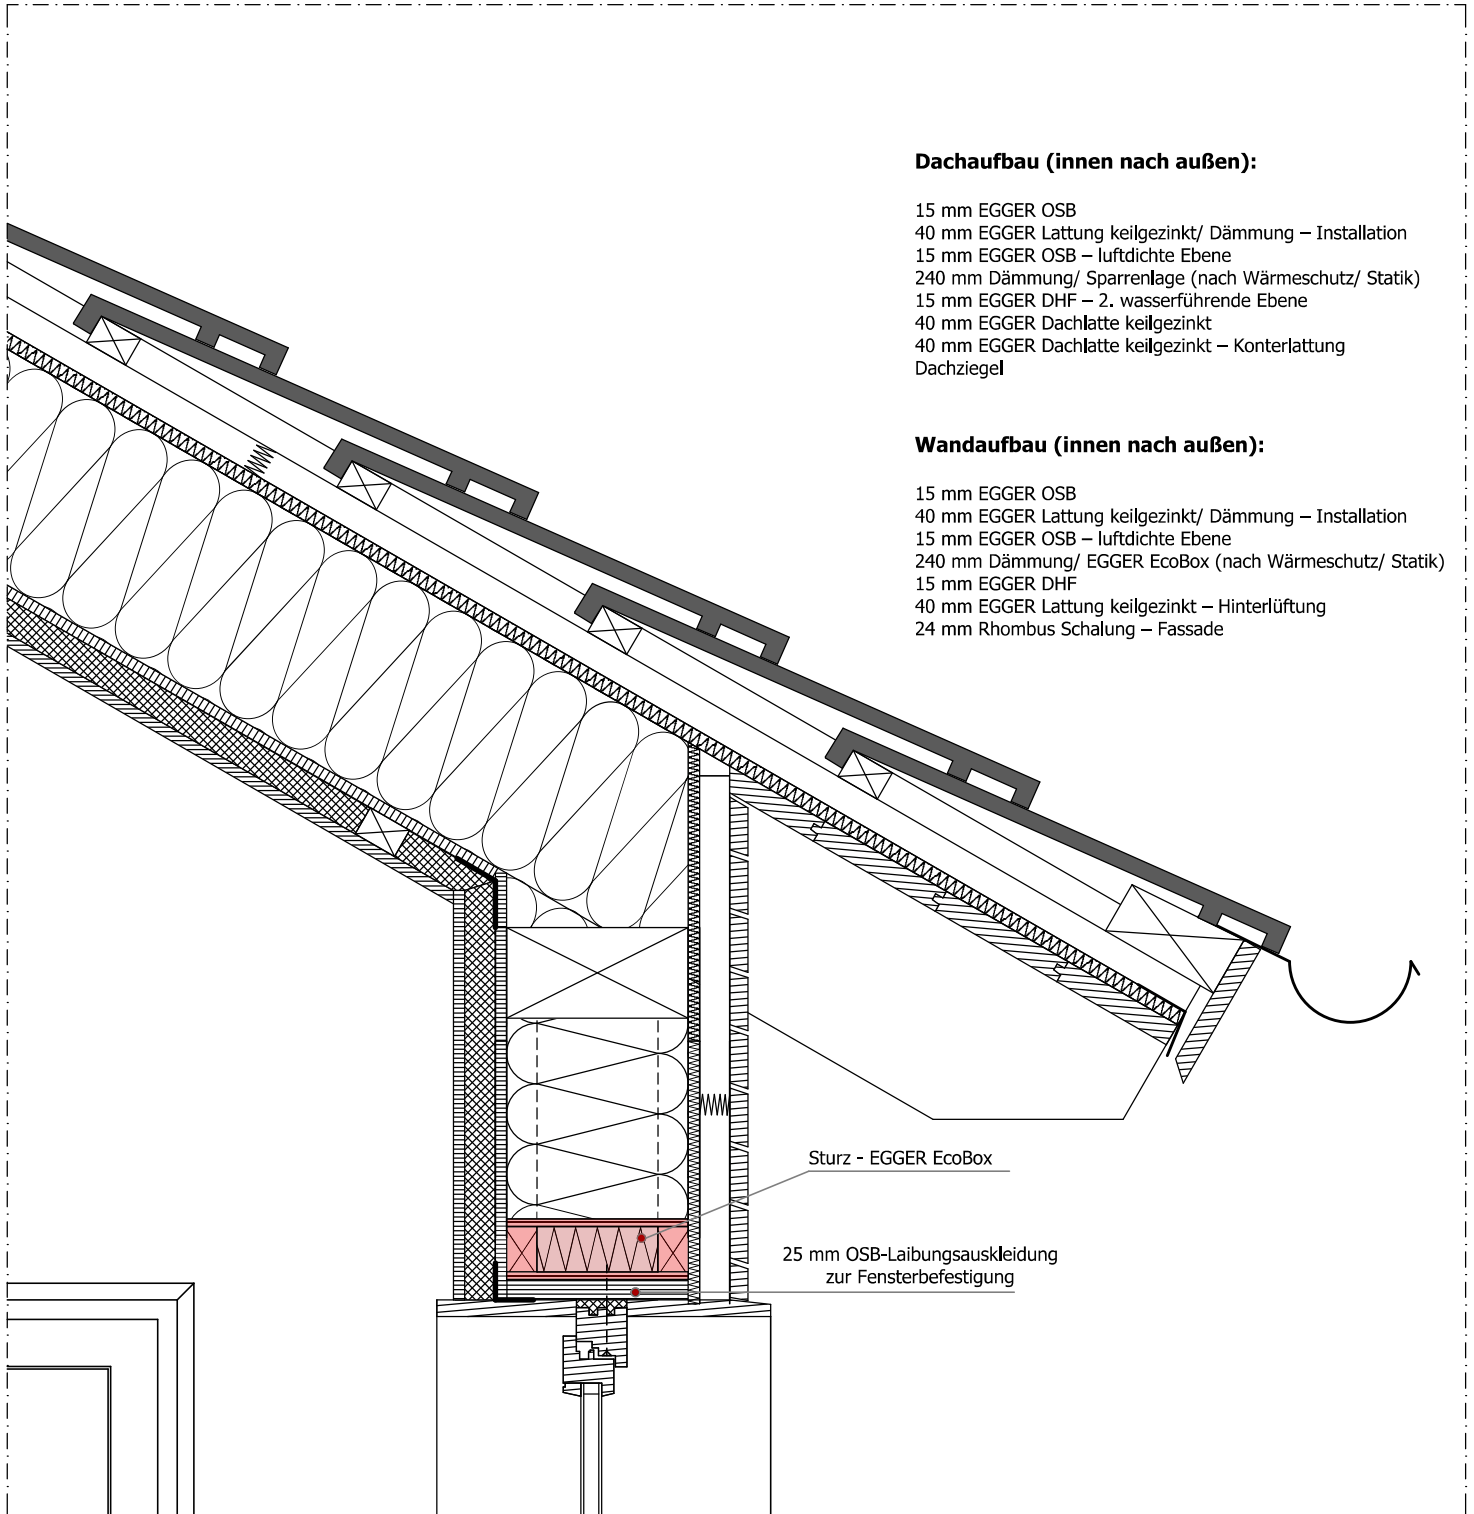 Dachaufbau (innen nach außen):
15 mm EGGER OSB
40 mm EGGER Lattung keilgezinkt/ Dämmung – Installation
15 mm EGGER OSB – luftdichte Ebene
240 mm Dämmung/ Sparrenlage (nach Wärmeschutz/ Statik)
15 mm EGGER DHF – 2. wasserführende Ebene
40 mm EGGER Dachlatte keilgezinkt
40 mm EGGER Dachlatte keilgezinkt – Konterlattung
Dachziegel
Wandaufbau (innen nach außen):
15 mm EGGER OSB
40 mm EGGER Lattung keilgezinkt/ Dämmung – Installation
15 mm EGGER OSB – luftdichte Ebene
240 mm Dämmung/ EGGER EcoBox (nach Wärmeschutz/ Statik)
15 mm EGGER DHF
40 mm EGGER Lattung keilgezinkt – Hinterlüftung
24 mm Rhombus Schalung – Fassade
Sturz - EGGER EcoBox
25 mm OSB-Laibungsauskleidung
zur Fensterbefestigung